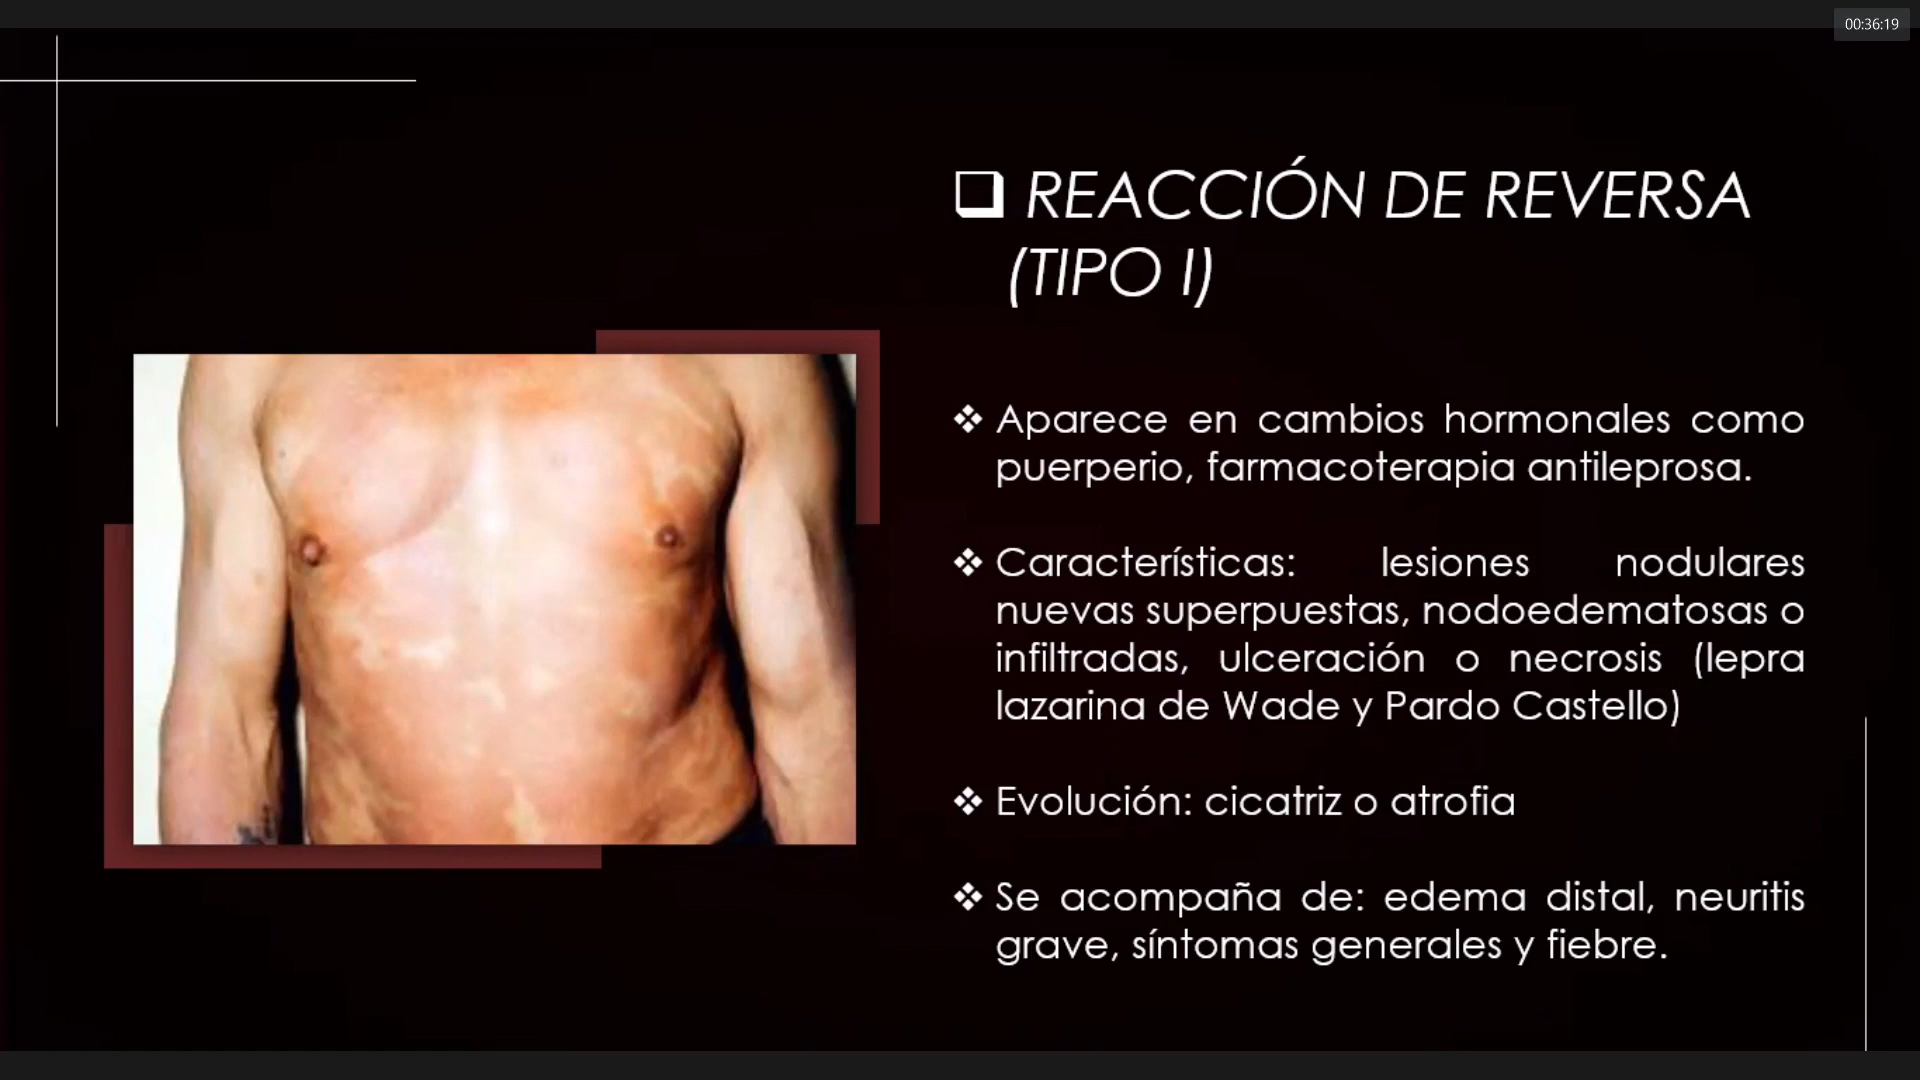 00:36:19
REACCIÓN DE REVERSA
(TIPO I)
Aparece en cambios hormonales como
puerperio, farmacoterapia antileprosa.
Características: lesiones nodulares
nuevas superpuestas, nodoedematosas o
infiltradas, ulceración o necrosis (lepra
lazarina de Wade y Pardo Castello)
Evolución: cicatriz o atrofia
Se acompaña de: edema distal, neuritis
grave, síntomas generales y fiebre.